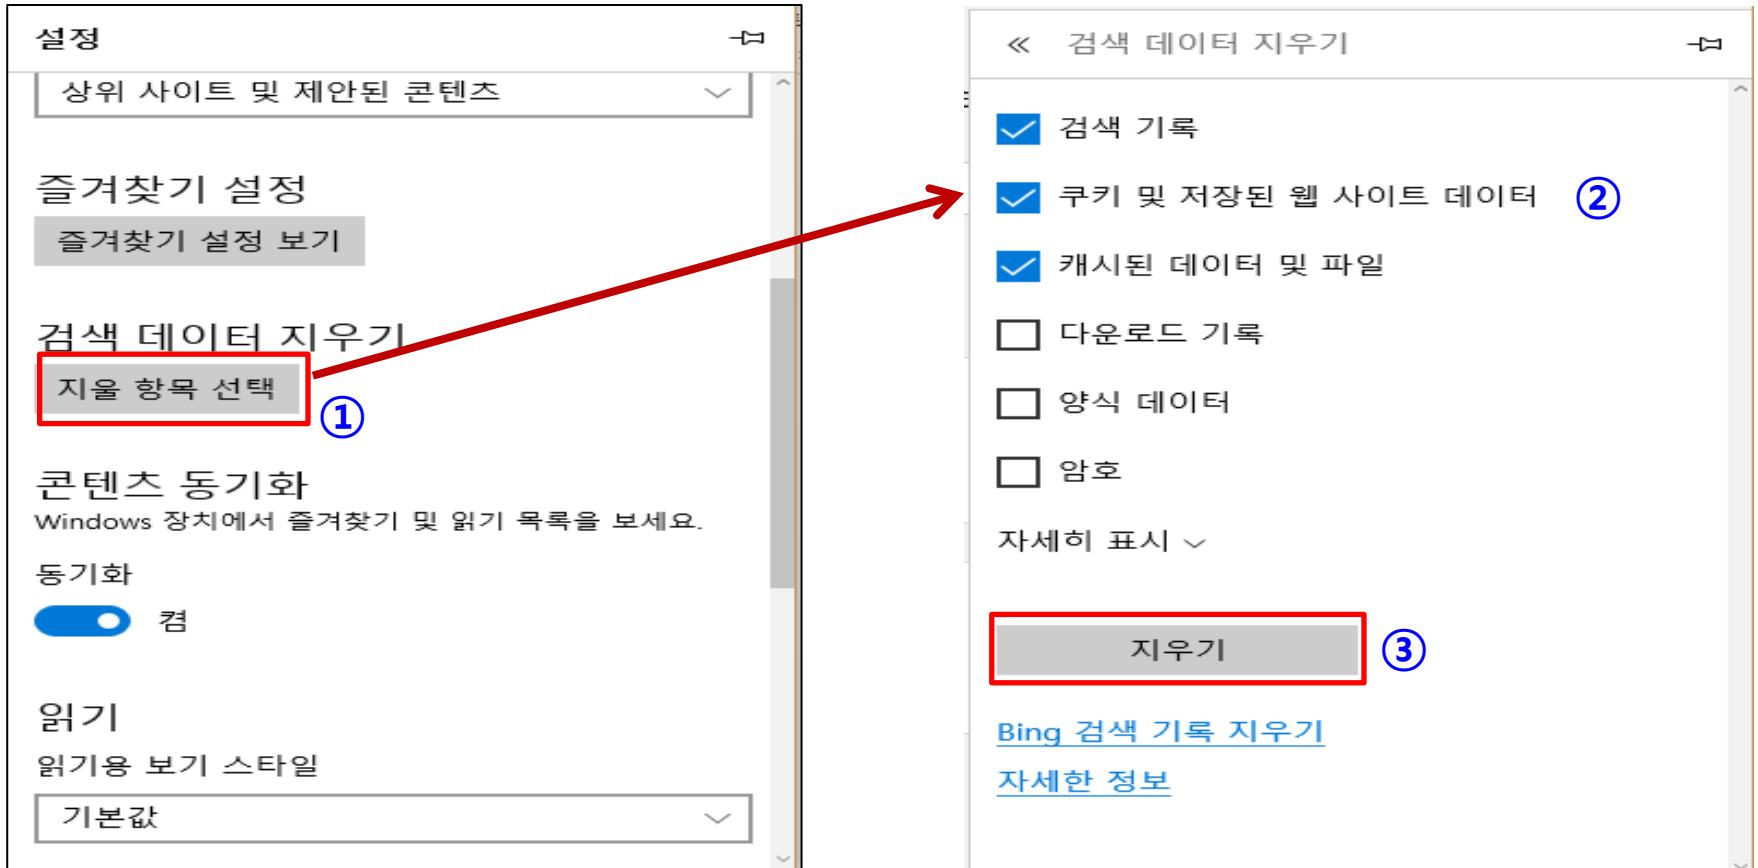 설정
상위 사이트 및 제안된 콘텐츠
즐겨찾기 설정
즐겨찾기 설정 보기
검색 데이터 지우기
지울 항목 선택
①
콘텐츠 동기화
Windows 장치에서 즐겨찾기 및 읽기 목록을 보세요.
동기화
켬
읽기
읽기용 보기 스타일
기본값
검색 데이터 지우기
검색 기록
쿠키 및 저장된 웹 사이트 데이터 ②
캐시된 데이터 및 파일
다운로드 기록
양식 데이터
암호
자세히 표시
지우기 ③
Bing 검색 기록 지우기
자세한 정보